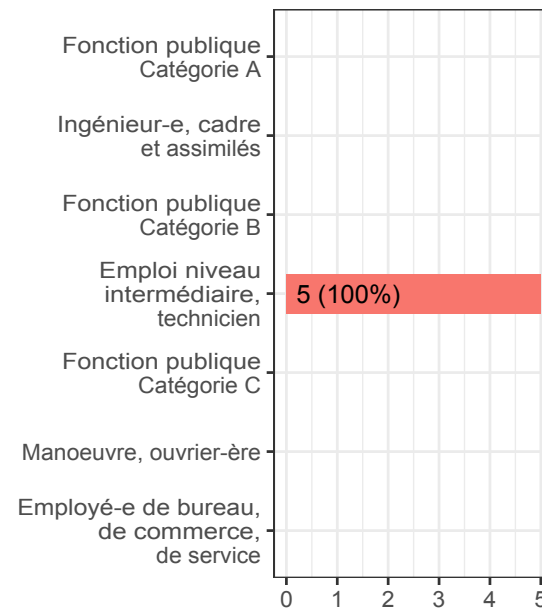 Fonction publique
Catégorie A
Ingénieur-e, cadre
et assimilés
Fonction publique
Catégorie B
Emploi niveau
intermédiaire,
technicien
5 (100%)
Fonction publique
Catégorie C
Manoeuvre, ouvrier-ère
Employé-e de bureau,
de commerce,
de service
0 1 2 3 4 5